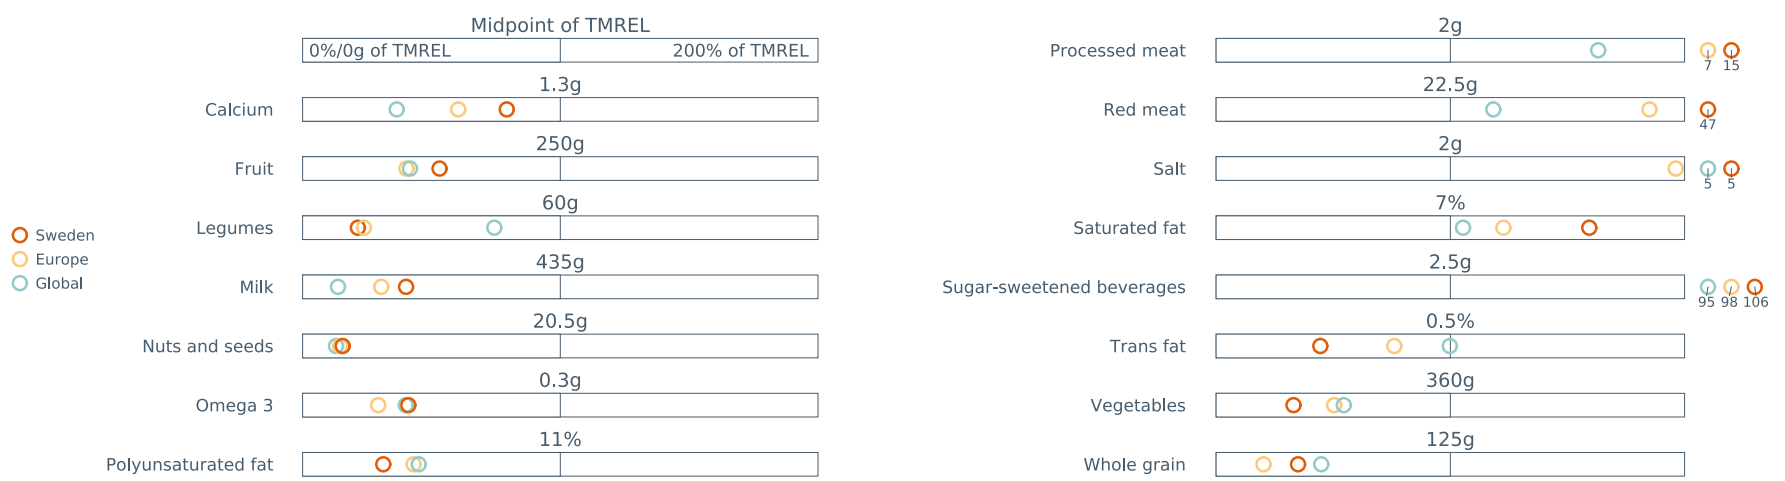 Midpoint of TMREL
0%/0g of TMREL 200% of TMREL
1.3g
Calcium
250g
Fruit
60g
Legumes
435g
Milk
20.5g
Nuts and seeds
0.3g
Omega 3
11%
Polyunsaturated fat
Sweden
Europe
Global
2g
Processed meat
7 15
22.5g
Red meat
47
2g
Salt
5 5
7%
Saturated fat
2.5g
Sugar-sweetened beverages
95 98 106
0.5%
Trans fat
360g
Vegetables
125g
Whole grain